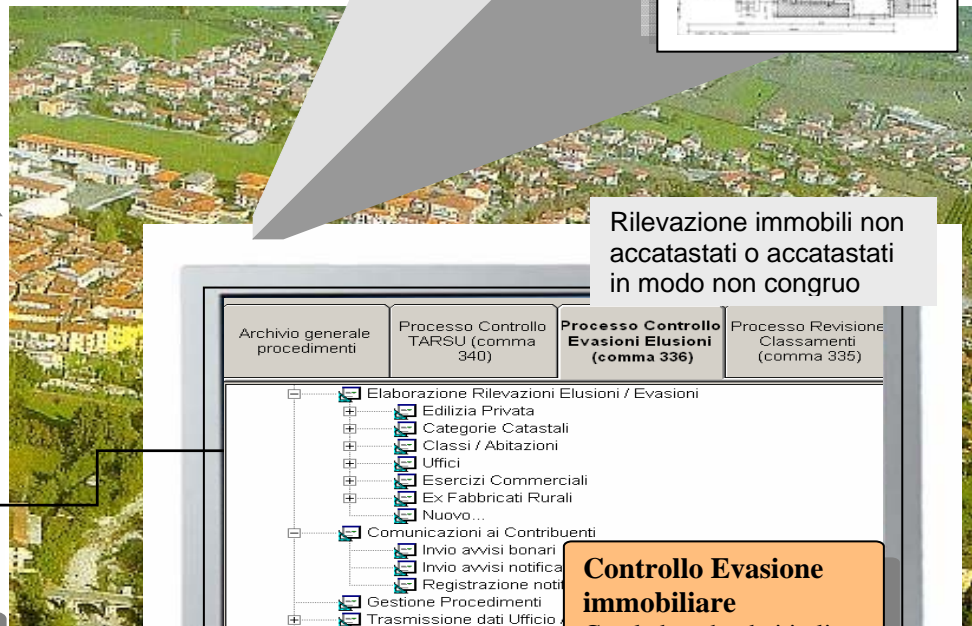 Rilevazione immobili non
accatastati o accatastati
in modo non congruo
Archivio generale
procedimenti
Processo Controllo
TARSU (comma
340)
Processo Controllo
Evasioni Elusioni
(comma 336)
Processo Revisione
Classamenti
(comma 335)
Elaborazione Rilevazioni Elusioni / Evasioni
Edilizia Privata
Categorie Catastali
Classi / Abitazioni
Uffici
Esercizi Commerciali
Ex Fabbricati Rurali
Nuovo...
Comunicazioni ai Contribuenti
Invio avvisi bonari
Invio avvisi notifica
Registrazione notif
Gestione Procedimenti
Trasmissione dati Ufficio
Controllo Evasione
immobiliare